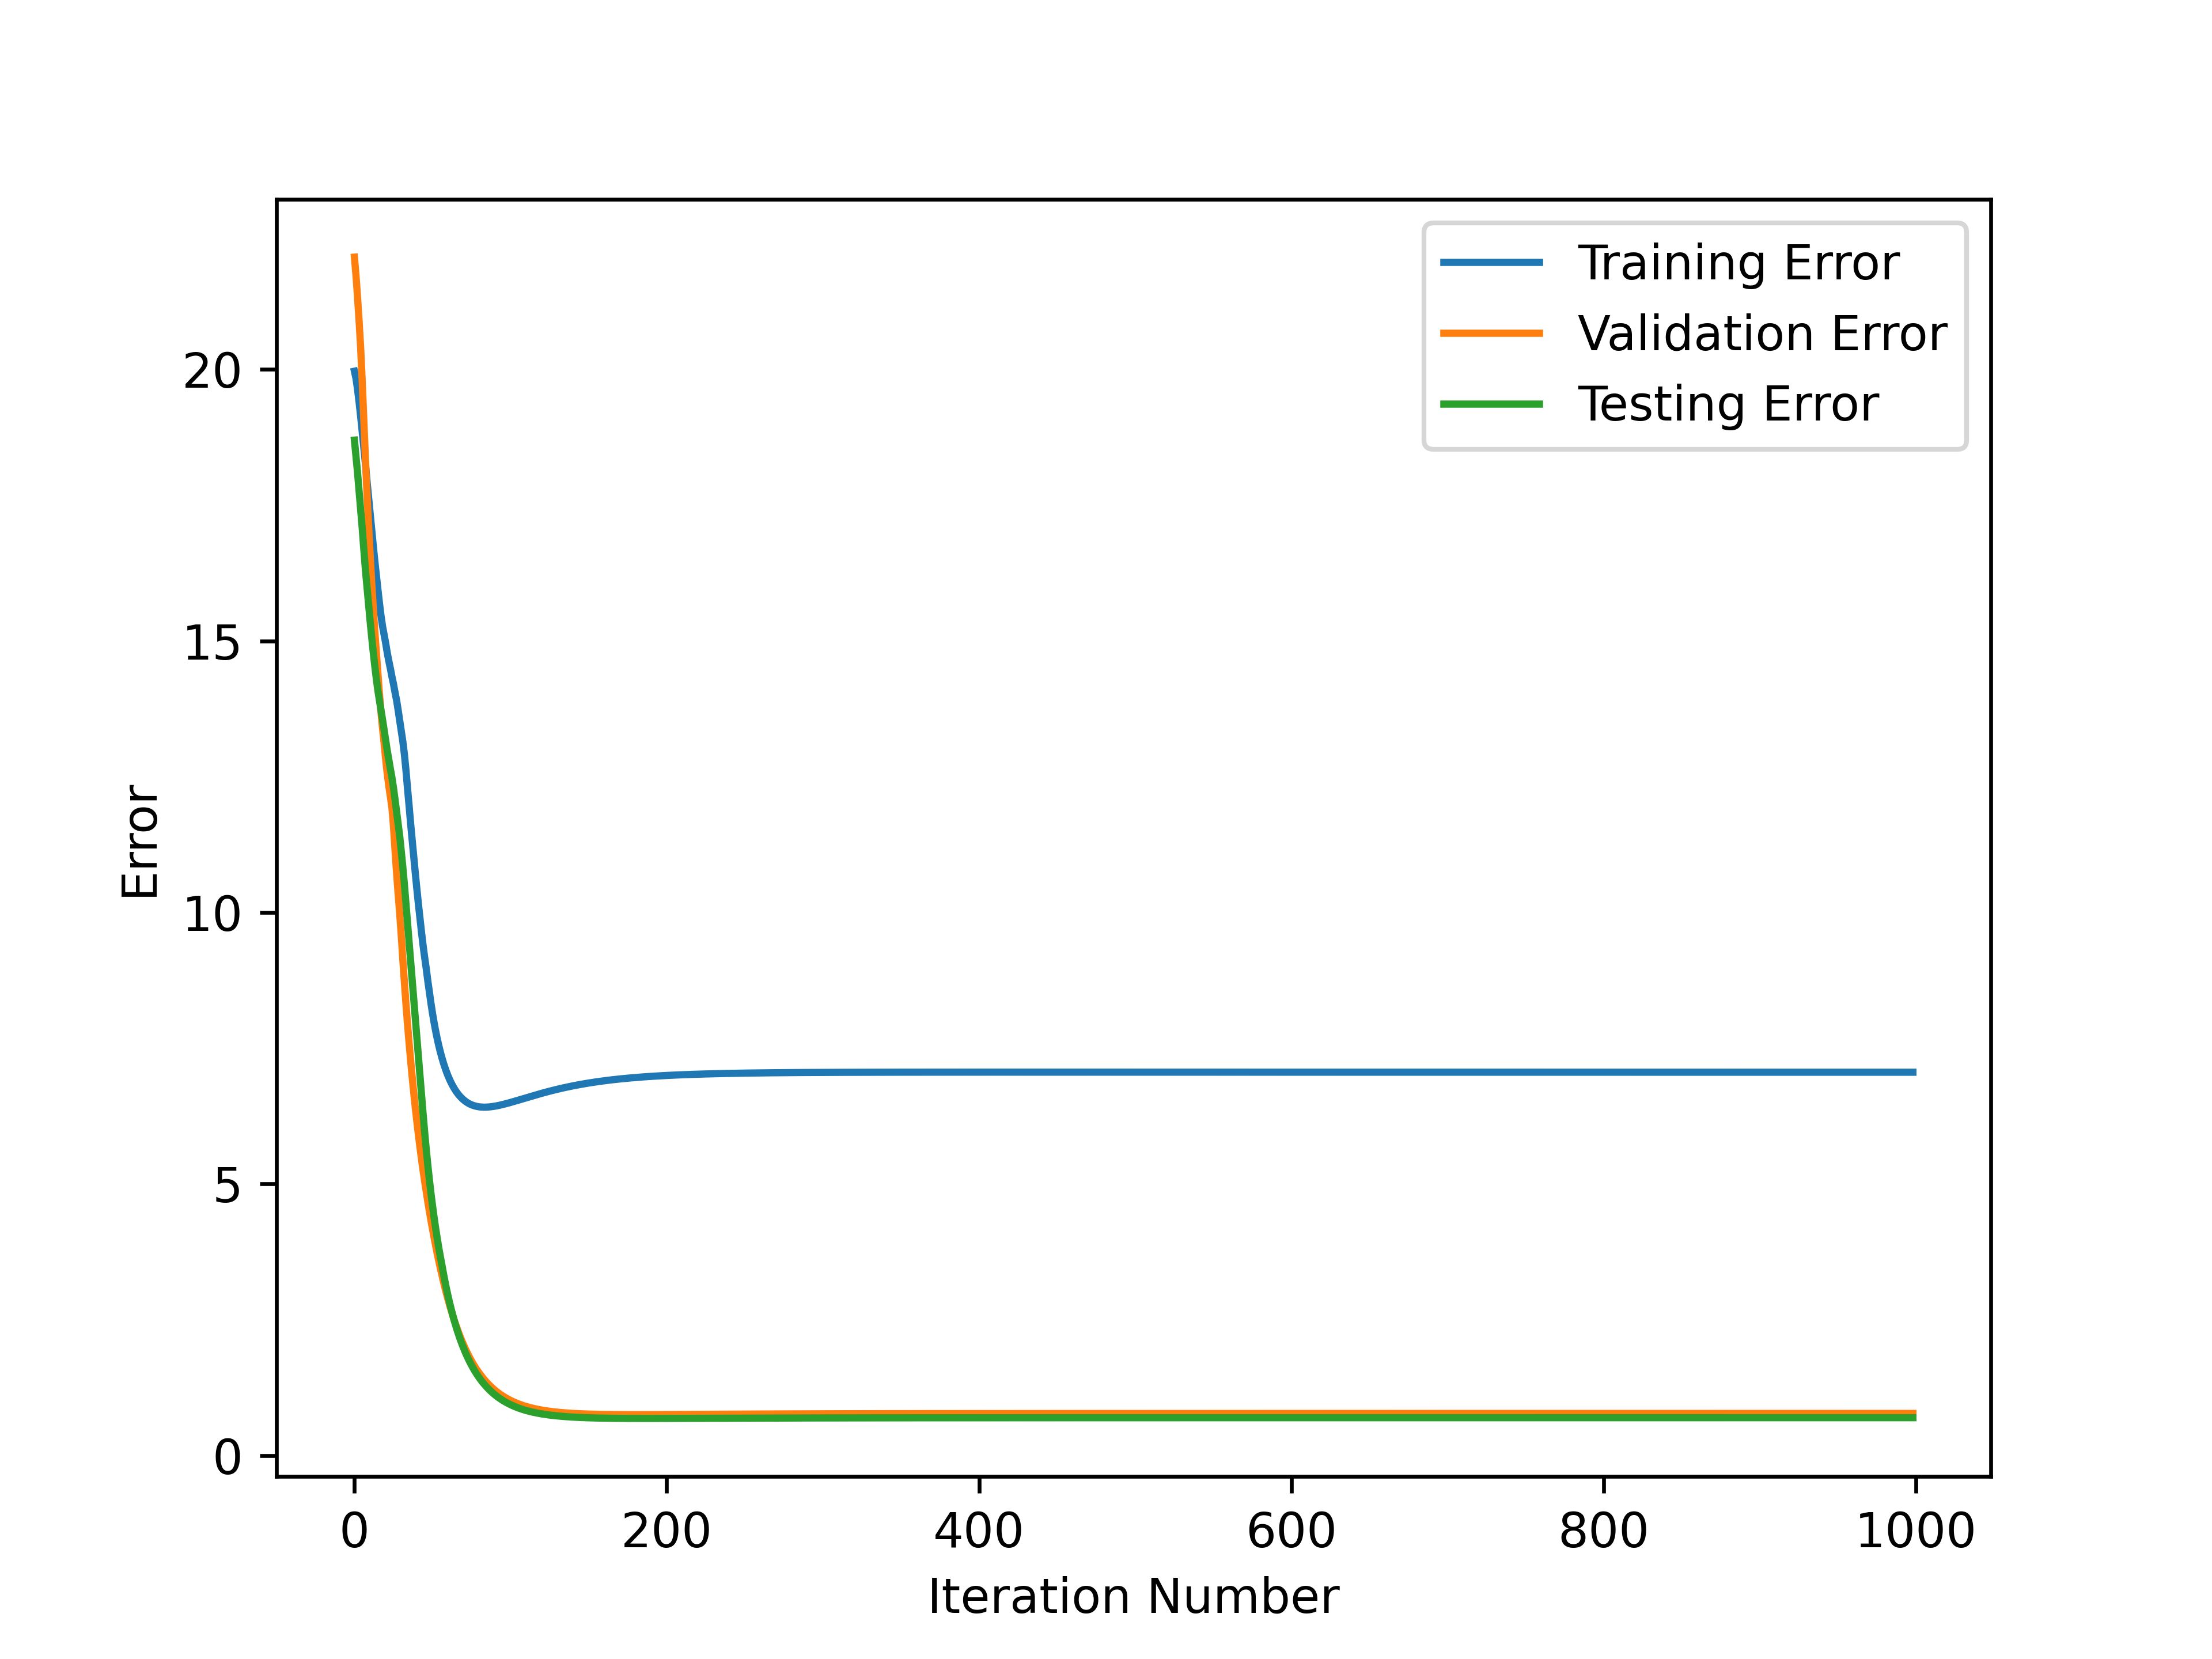 Training Error
Validation Error
Testing Error
20
15
10
5
0
Error
0 200 400 600 800 1000
Iteration Number